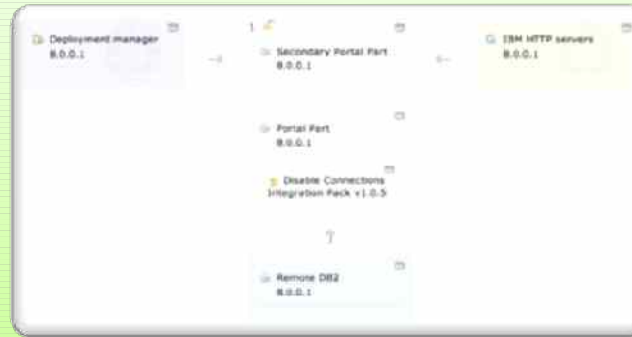 Deployment manager
8.0.0.1
1
Secondary Portal Part
8.0.0.1
IBM HTTP servers
8.0.0.1
Portal Part
8.0.0.1
Disable Connections
Integration Pack v1.0.5
Remote DB2
8.0.0.1